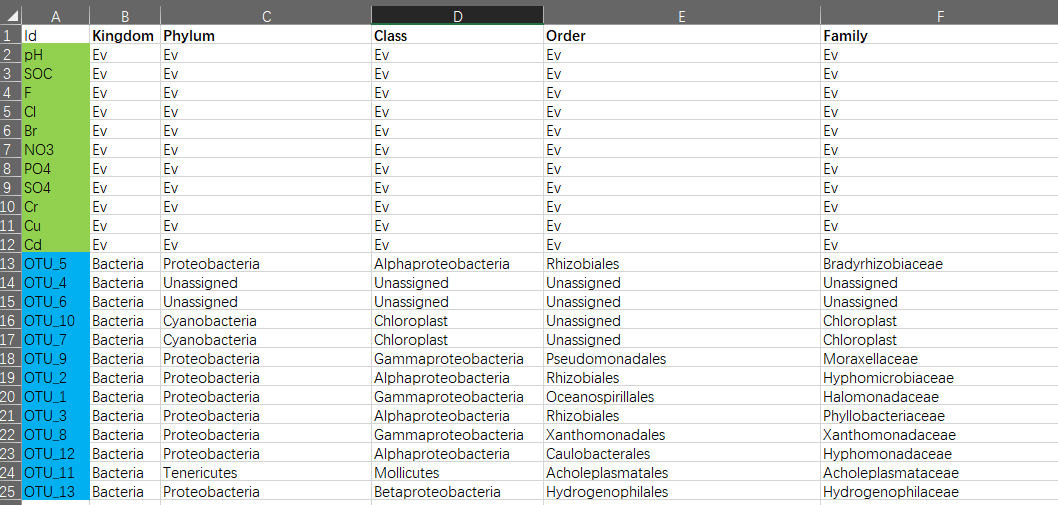 A B C D E F
1 Id Kingdom Phylum Class Order Family
2 pH Ev Ev Ev Ev Ev
3 SOC Ev Ev Ev Ev Ev
4 F Ev Ev Ev Ev Ev
5 Cl Ev Ev Ev Ev Ev
6 Br Ev Ev Ev Ev Ev
7 NO3 Ev Ev Ev Ev Ev
8 PO4 Ev Ev Ev Ev Ev
9 SO4 Ev Ev Ev Ev Ev
10 Cr Ev Ev Ev Ev Ev
11 Cu Ev Ev Ev Ev Ev
12 Cd Ev Ev Ev Ev Ev
13 OTU_5 Bacteria Proteobacteria Alphaproteobacteria Rhizobiales Bradyrhizobiaceae
14 OTU_4 Bacteria Unassigned Unassigned Unassigned Unassigned
15 OTU_6 Bacteria Unassigned Unassigned Unassigned Unassigned
16 OTU_10 Bacteria Cyanobacteria Chloroplast Unassigned Chloroplast
17 OTU_7 Bacteria Cyanobacteria Chloroplast Unassigned Chloroplast
18 OTU_9 Bacteria Proteobacteria Gammaproteobacteria Pseudomonadales Moraxellaceae
19 OTU_2 Bacteria Proteobacteria Alphaproteobacteria Rhizobiales Hyphomicrobiaceae
20 OTU_1 Bacteria Proteobacteria Gammaproteobacteria Oceanospirillales Halomonadaceae
21 OTU_3 Bacteria Proteobacteria Alphaproteobacteria Rhizobiales Phyllobacteriaceae
22 OTU_8 Bacteria Proteobacteria Gammaproteobacteria Xanthomonadales Xanthomonadaceae
23 OTU_12 Bacteria Proteobacteria Alphaproteobacteria Caulobacterales Hyphomonadaceae
24 OTU_11 Bacteria Tenericutes Mollicutes Acholeplasmatales Acholeplasmataceae
25 OTU_13 Bacteria Proteobacteria Betaproteobacteria Hydrogenophilales Hydrogenophilaceae